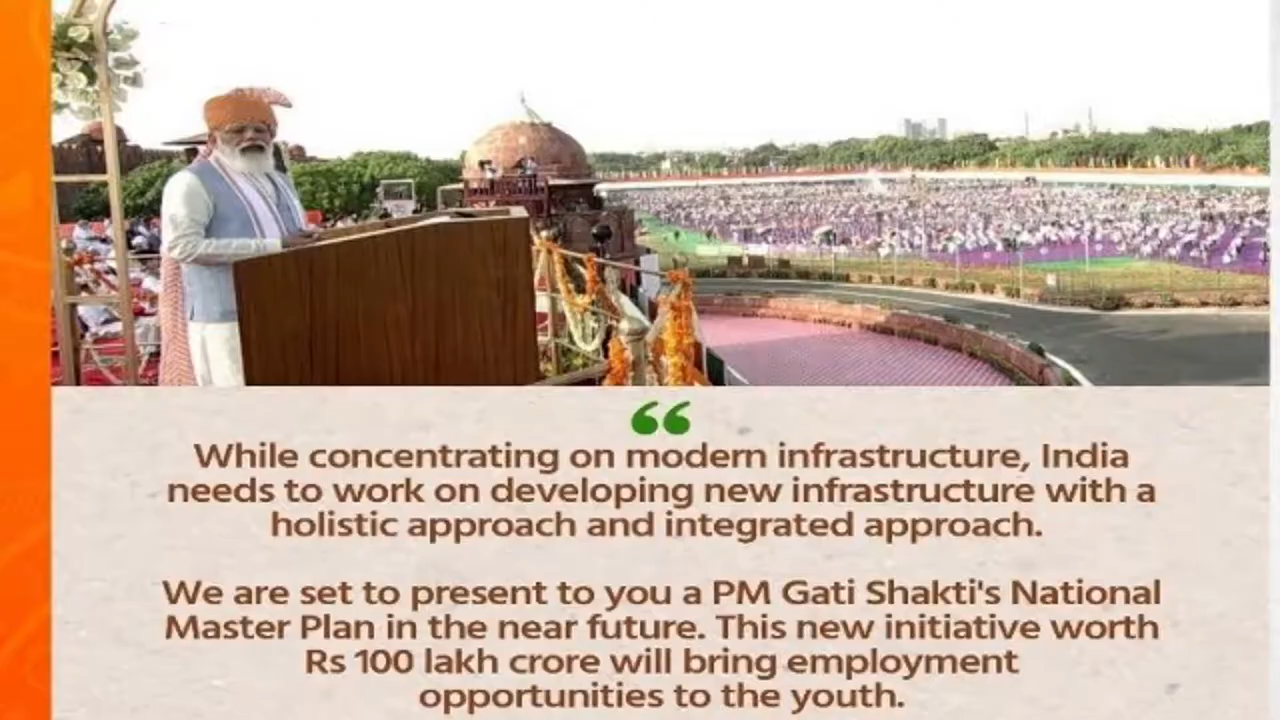 “
While concentrating on modern infrastructure, India
needs to work on developing new infrastructure with a
holistic approach and integrated approach.
We are set to present to you a PM Gati Shakti's National
Master Plan in the near future. This new initiative worth
Rs 100 lakh crore will bring employment
opportunities to the youth.